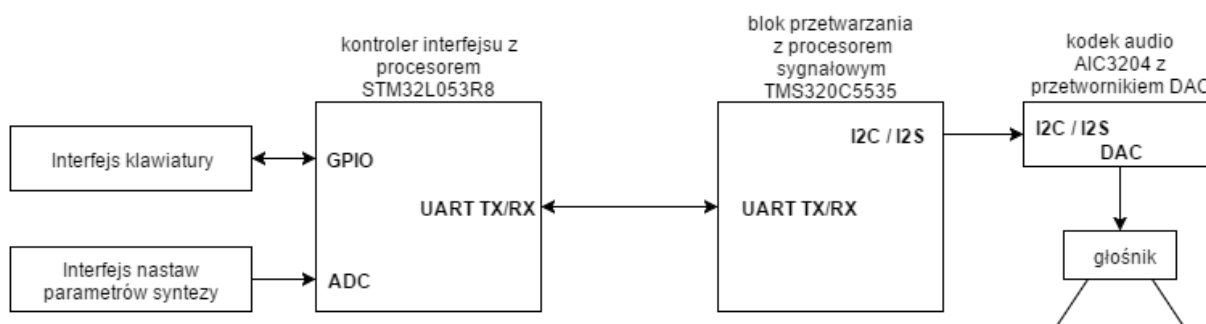 kontroler interfejsu z
procesorem
STM32L053R8
blok przetwarzania
z procesorem
sygnałowym
TMS320C5535
kodek audio
AIC3204 z
przetwornikiem DAC
Interfejs klawiatury
GPIO
UART TX/RX
Interfejs nastaw
parametrów syntezy
ADC
I2C / I2S
UART TX/RX
I2C / I2S
DAC
głośnik